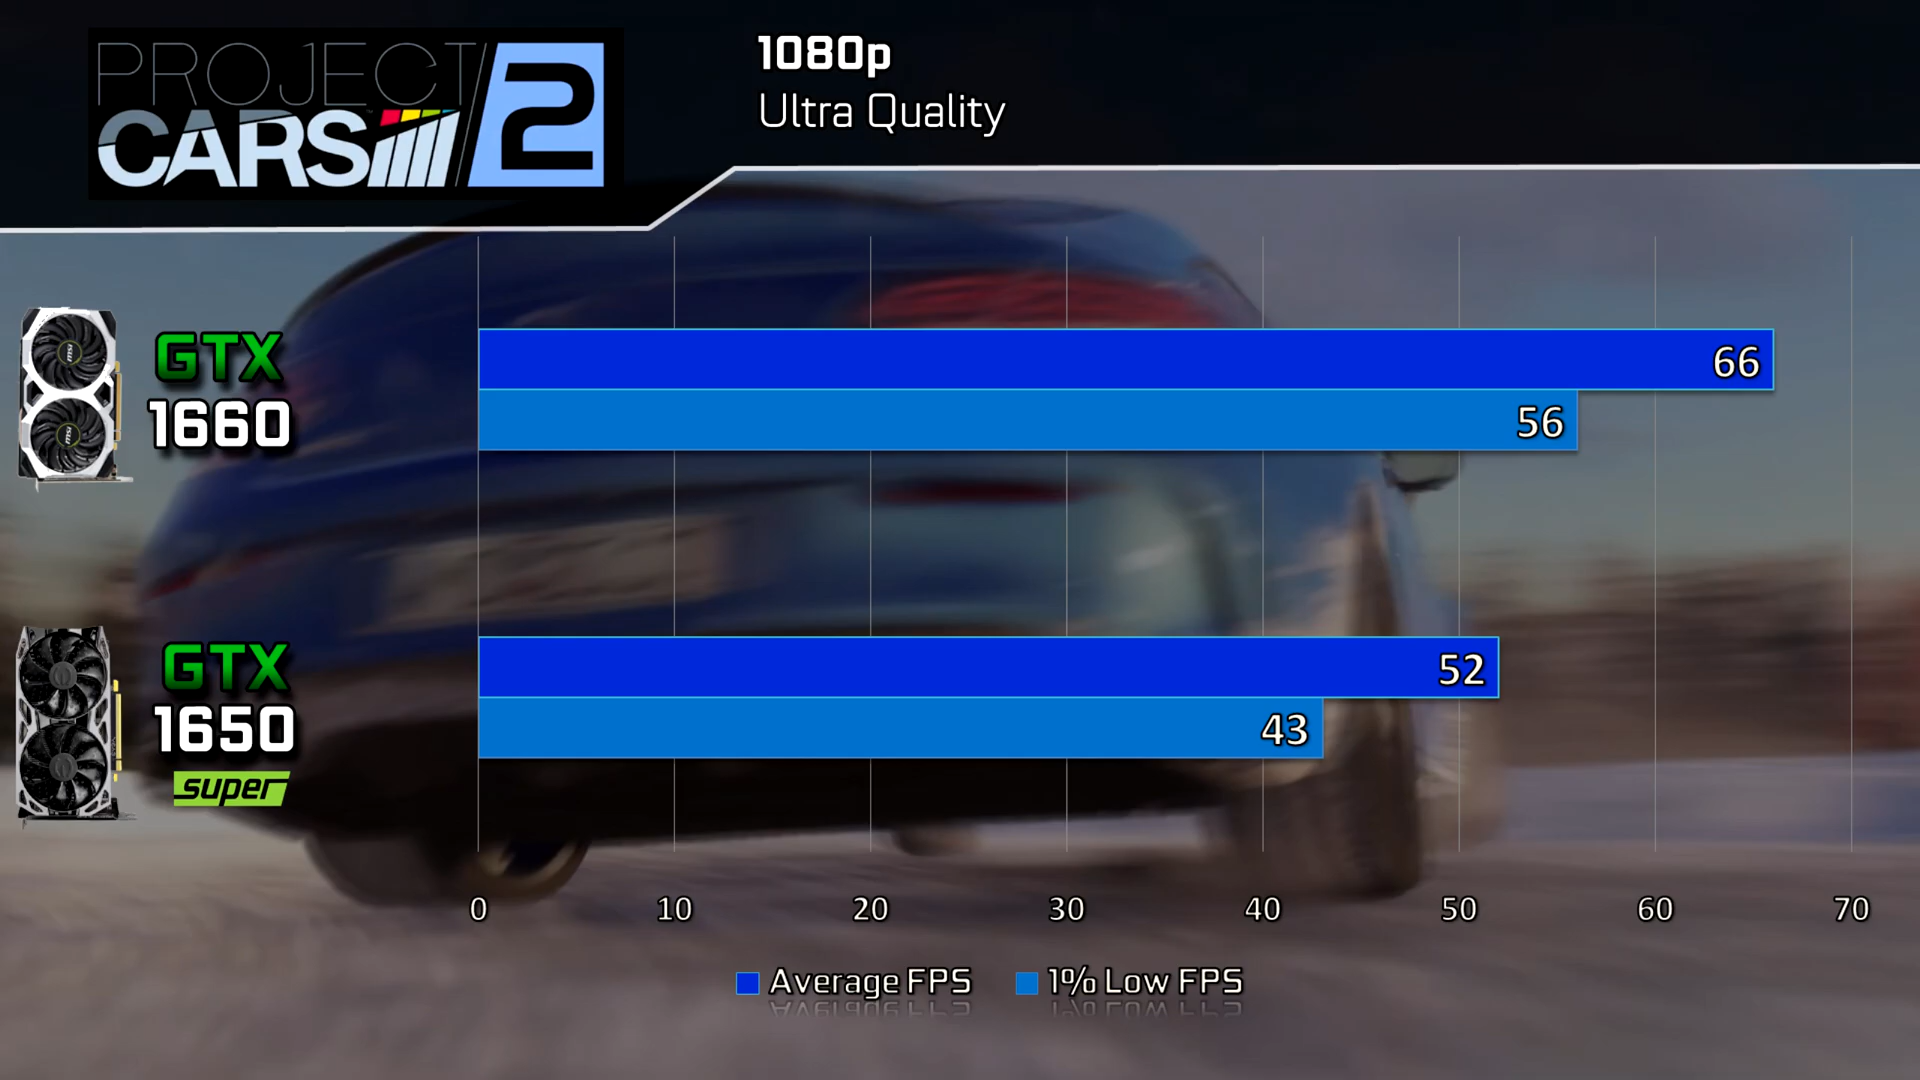 PROJECT
CARS 2
1080p
Ultra Quality
GTX
1660
66
56
GTX
1650
super
52
43
0 10 20 30 40 50 60 70
Average FPS 1% Low FPS